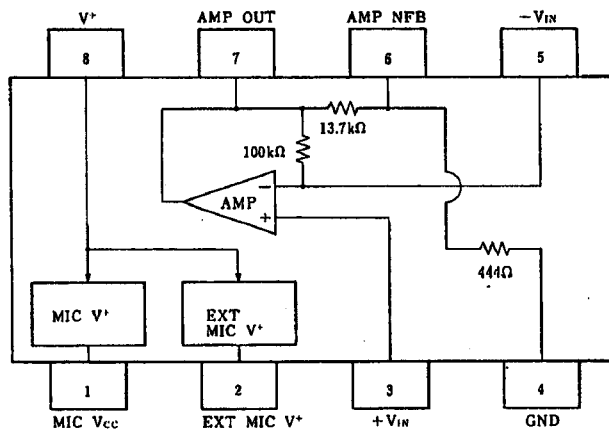 V+ AMP OUT AMP NFB −VIN
8 7 6 5
13.7kΩ
100kΩ
−
AMP
+
444Ω
MIC V+ EXT
MIC V+
1 2 3 4
MIC Vcc EXT MIC V+ +VIN GND